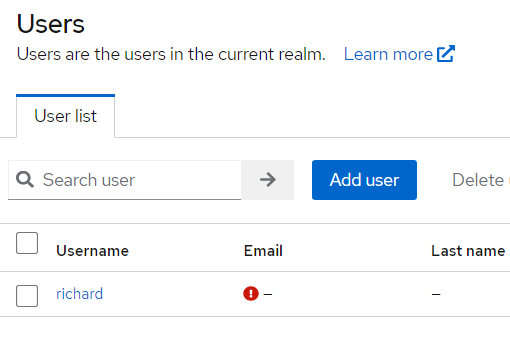 Users
Users are the users in the current realm. Learn more
User list
Search user Add user Delete
Username Email Last name
richard – –